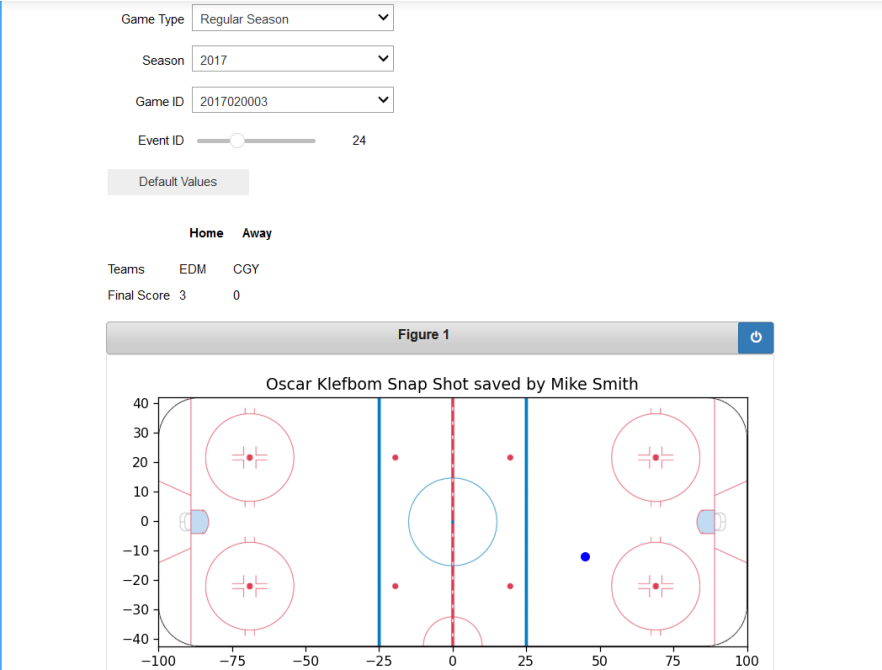 Game Type Regular Season
Season 2017
Game ID 2017020003
Event ID 24
Default Values
Home Away
Teams EDM CGY
Final Score 3 0
Figure 1
Oscar Klefbom Snap Shot saved by Mike Smith
40
30
20
10
0
−10
−20
−30
−40
−100 −75 −50 −25 0 25 50 75 100